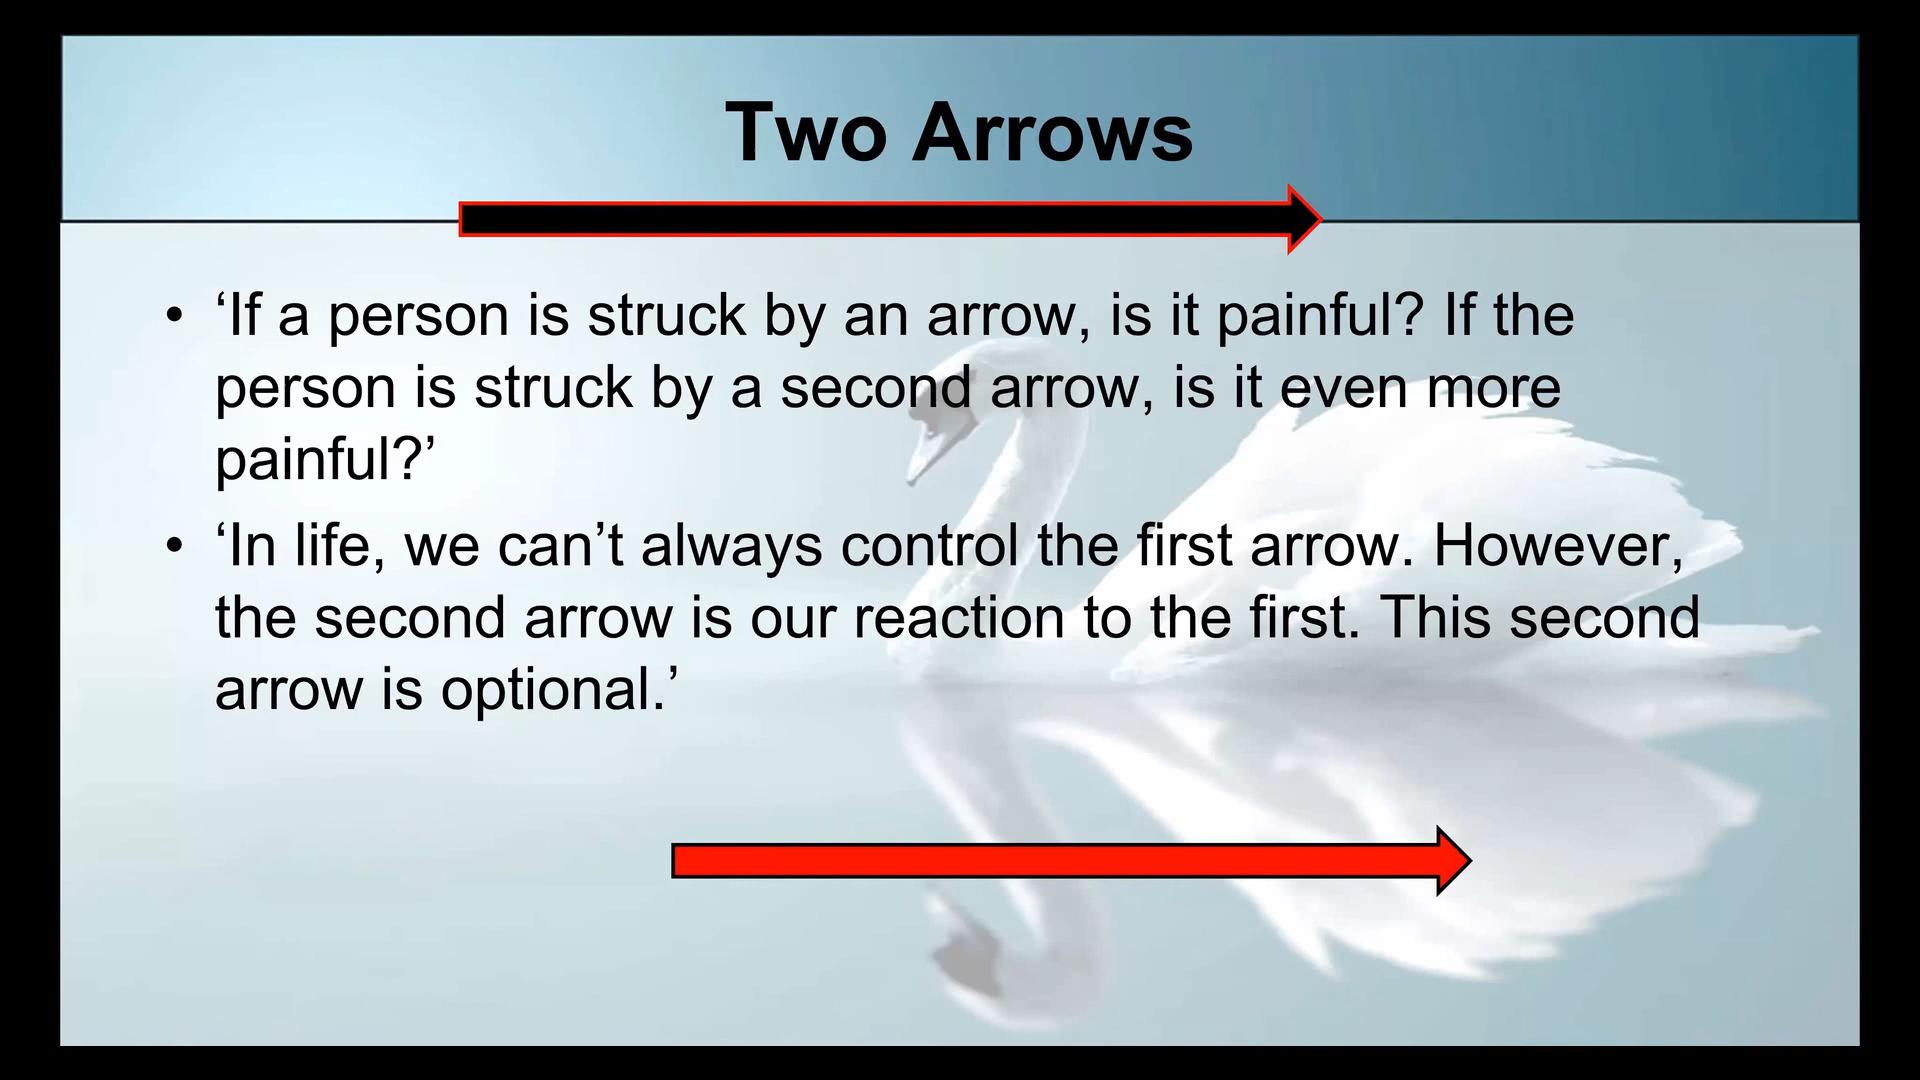 Two Arrows
• ‘If a person is struck by an arrow, is it painful? If the
person is struck by a second arrow, is it even more
painful?’
• ‘In life, we can’t always control the first arrow. However,
the second arrow is our reaction to the first. This second
arrow is optional.’